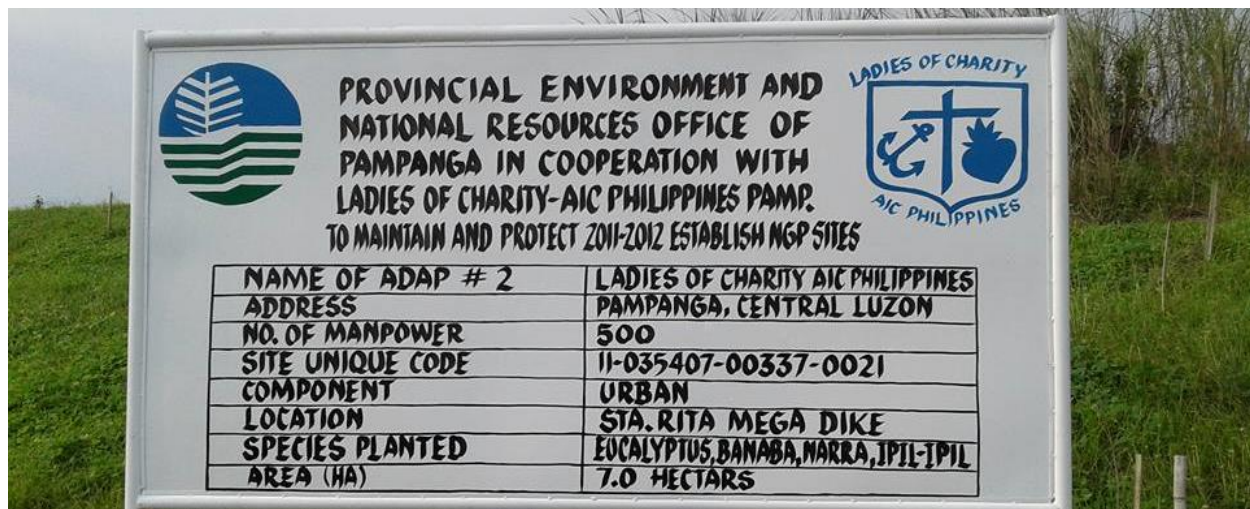 PROVINCIAL ENVIRONMENT AND
NATIONAL RESOURCES OFFICE OF
PAMPANGA IN COOPERATION WITH
LADIES OF CHARITY-AIC PHILIPPINES PAMP.
TO MAINTAIN AND PROTECT 2011-2012 ESTABLISH NGP SITES
LADIES OF CHARITY
AIC PHILIPPINES
NAME OF ADAP # 2 LADIES OF CHARITY AIC PHILIPPINES
ADDRESS PAMPANGA, CENTRAL LUZON
NO. OF MANPOWER 500
SITE UNIQUE CODE 11-035407-00337-0021
COMPONENT URBAN
LOCATION STA. RITA MEGA DIKE
SPECIES PLANTED EUCALYPTUS, BANABA, NARRA, IPIL-IPIL
AREA (HA) 7.0 HECTARS